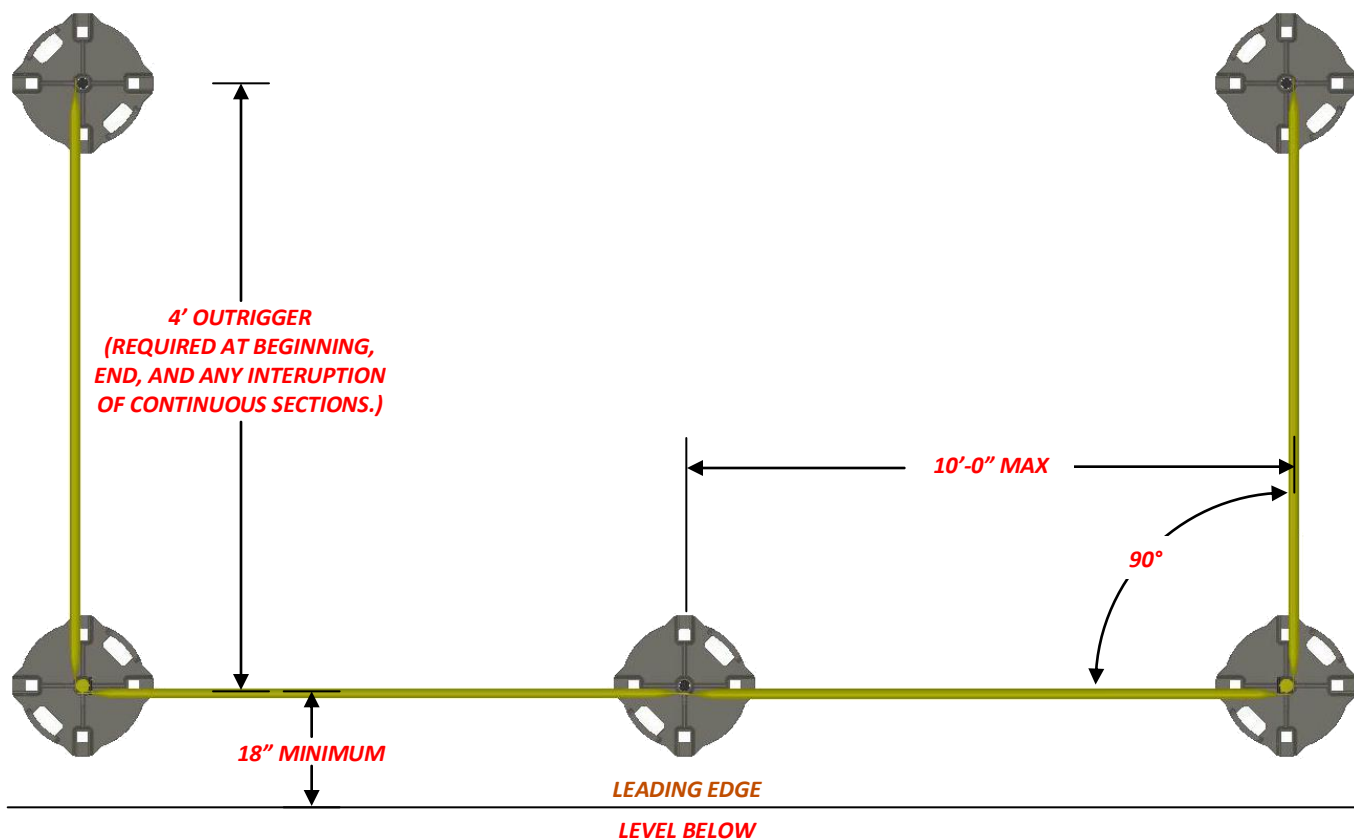 4’ OUTRIGGER
(REQUIRED AT BEGINNING,
END, AND ANY INTERUPTION
OF CONTINUOUS SECTIONS.)
10’-0” MAX
90°
18” MINIMUM
LEADING EDGE
LEVEL BELOW